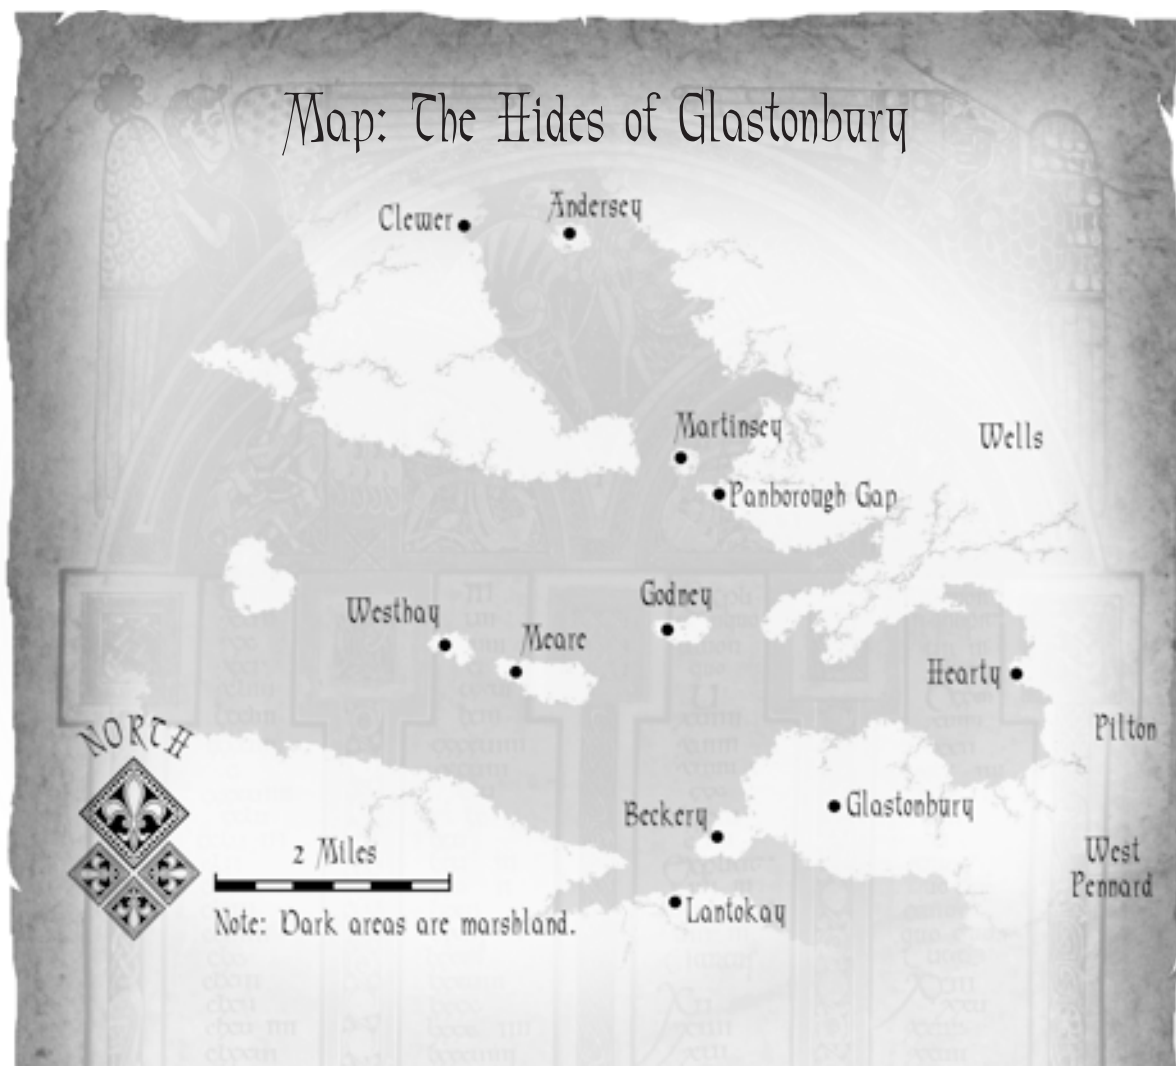 Map: The Hides of Glastonbury
Clewer
Andersey
Martinsey
Wells
Panborough Gap
Godney
Westhay
Meare
Hearty
NORTH
Pilton
Beckery
Glastonbury
2 Miles
West
Pennard
Lantokay
Note: Dark areas are marshland.